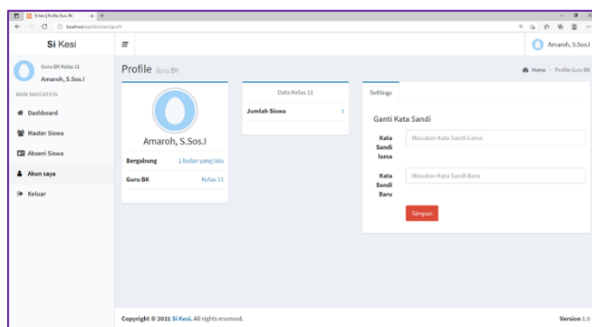 Si Kesi
Amaroh, S.Sos.I
Guru BK Kelas 11
Amaroh, S.Sos.I
MAIN NAVIGATION
Dashboard
Master Siswa
Absensi Siswa
Akun saya
Keluar
Profile Guru BK
Home
Profile Guru BK
Amaroh, S.Sos.I
Bergabung 1 bulan yang lalu
Guru BK Kelas 11
Data Kelas 11
Jumlah Siswa
Settings
Ganti Kata Sandi
Kata Sandi lama
Masukan Kata Sandi Lama
Kata Sandi Baru
Masukan Kata Sandi Baru
Simpan
Copyright © 2021 Si Kesi. All rights reserved.
Version 1.0